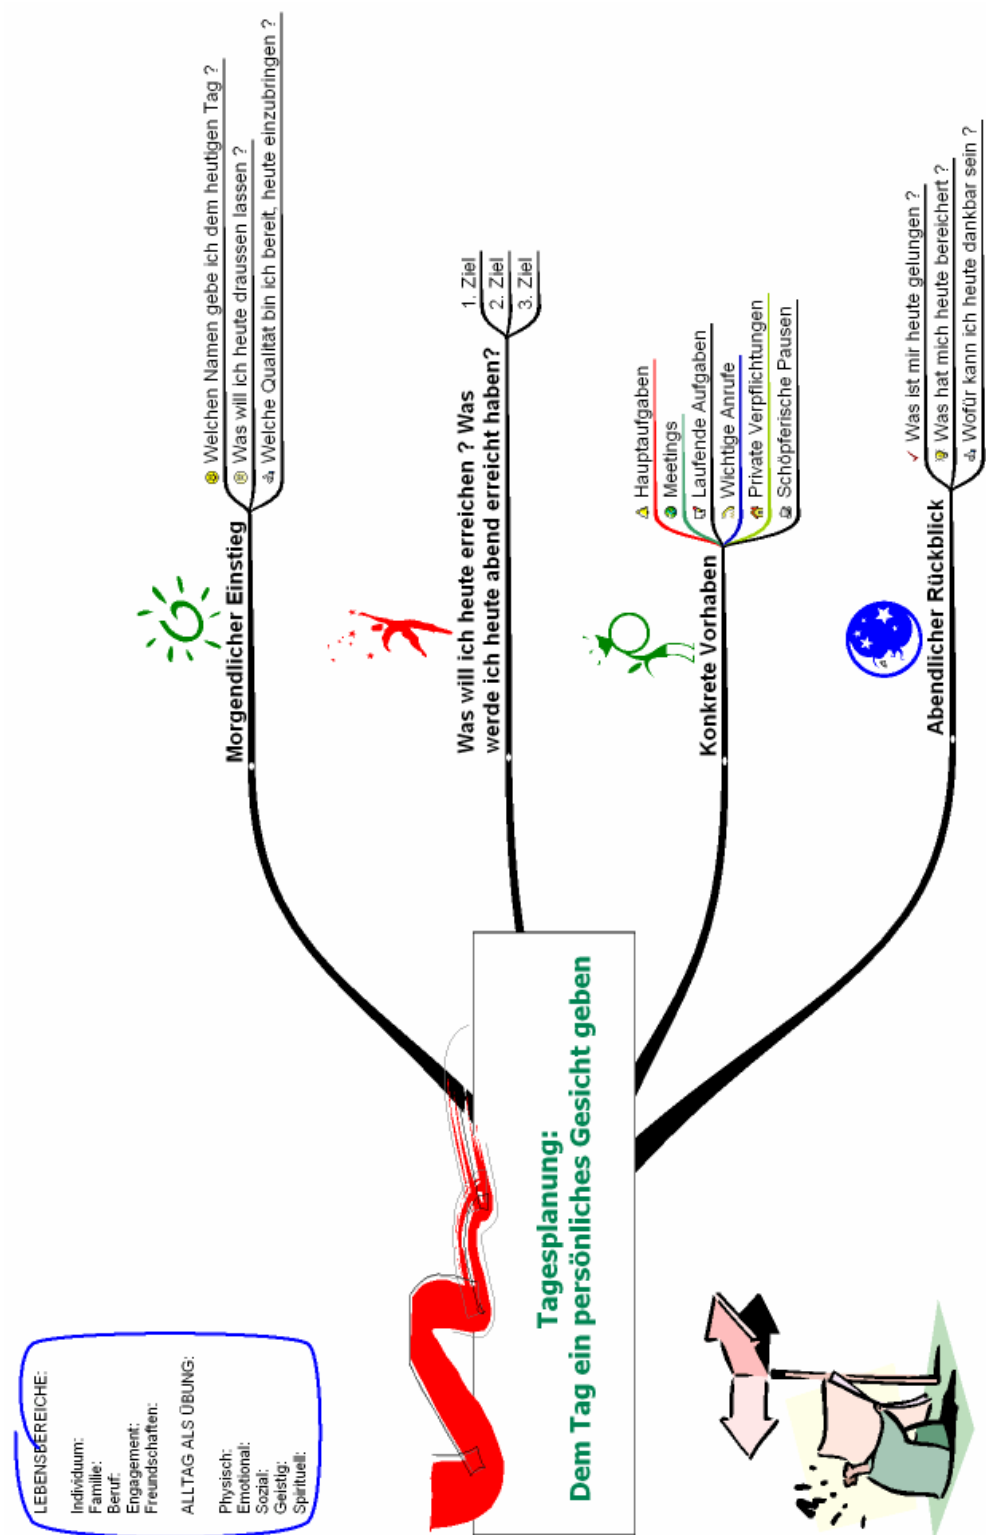 LEBENSBEREICHE:
Individuum:
Familie:
Beruf:
Engagement:
Freundschaften:
ALLTAG ALS ÜBUNG:
Physisch:
Emotional:
Sozial:
Geistig:
Spirituell:
Tagesplanung:
Dem Tag ein persönliches Gesicht geben
Morgendlicher Einstieg
Welchen Namen gebe ich dem heutigen Tag ?
Was will ich heute draussen lassen ?
Welche Qualität bin ich bereit, heute einzubringen ?
Was will ich heute erreichen ? Was
werde ich heute abend erreicht haben?
1. Ziel
2. Ziel
3. Ziel
Konkrete Vorhaben
Hauptaufgaben
Meetings
Laufende Aufgaben
Wichtige Anrufe
Private Verpflichtungen
Schöpferische Pausen
Abendlicher Rückblick
Was ist mir heute gelungen ?
Was hat mich heute bereichert ?
Wofür kann ich heute dankbar sein ?